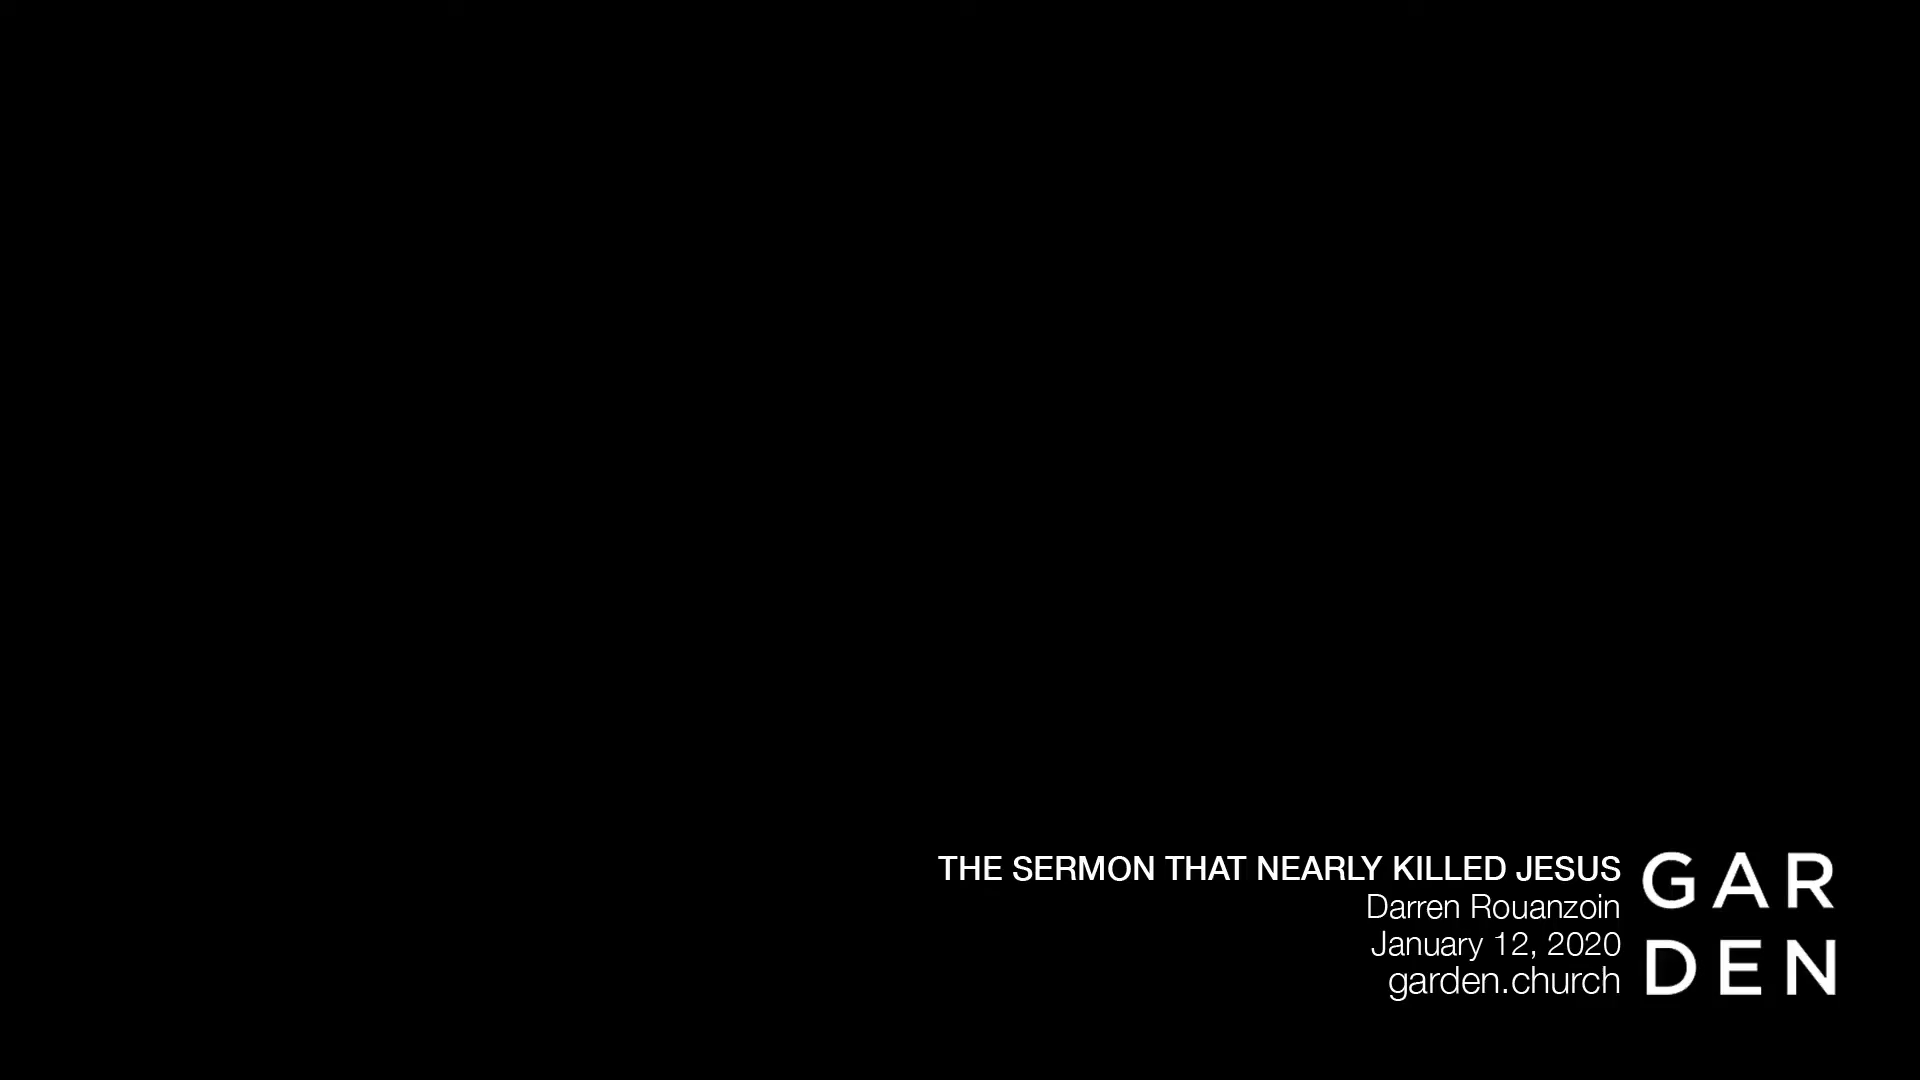 THE SERMON THAT NEARLY KILLED JESUS
Darren Rouanzoin
January 12, 2020
garden.church
GAR
DEN